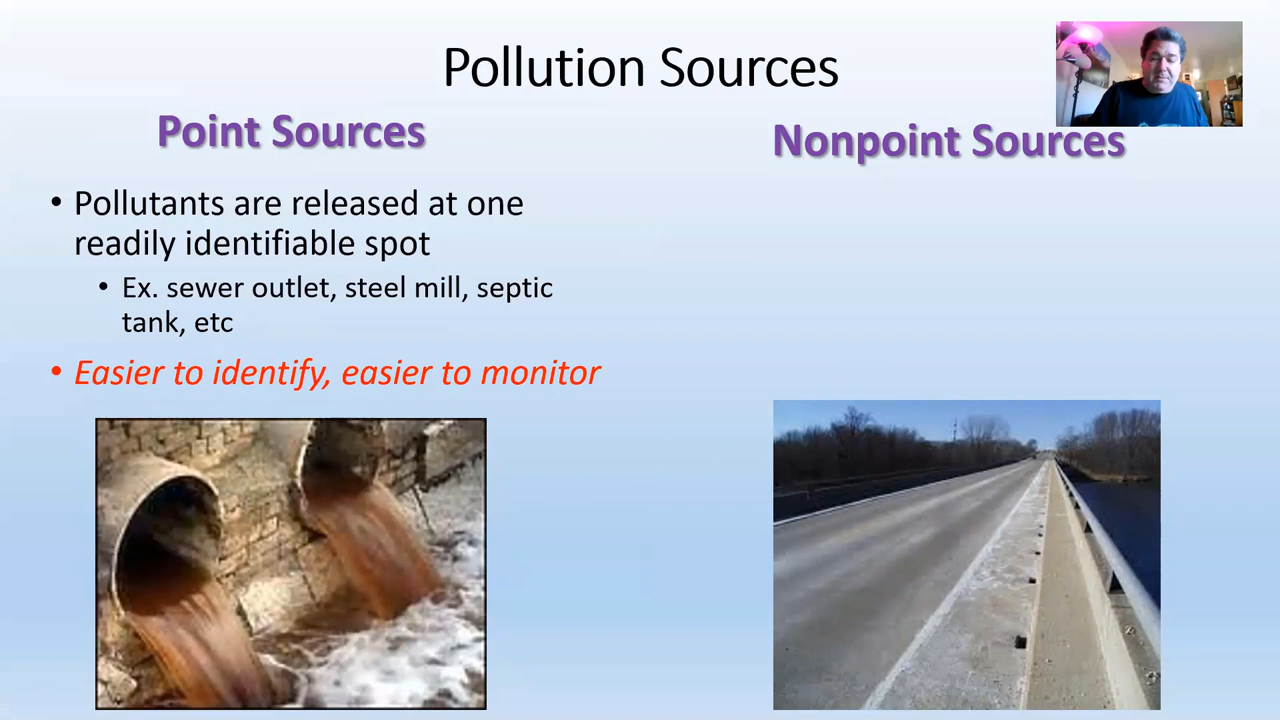 Pollution Sources
Point Sources
Nonpoint Sources
• Pollutants are released at one
readily identifiable spot
• Ex. sewer outlet, steel mill, septic
tank, etc
• Easier to identify, easier to monitor